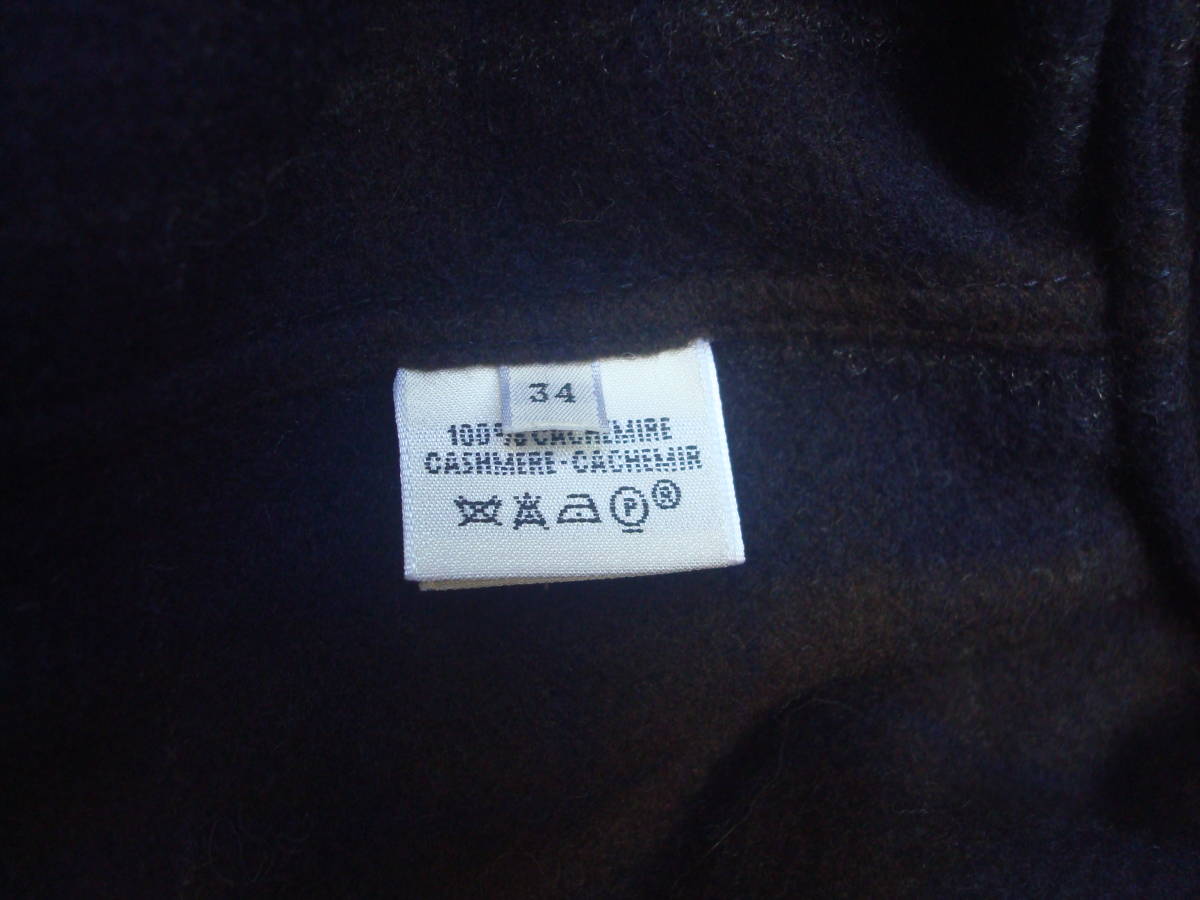 34
100% CACHEMIRE
CASHMERE-CACHEMIR
P ®